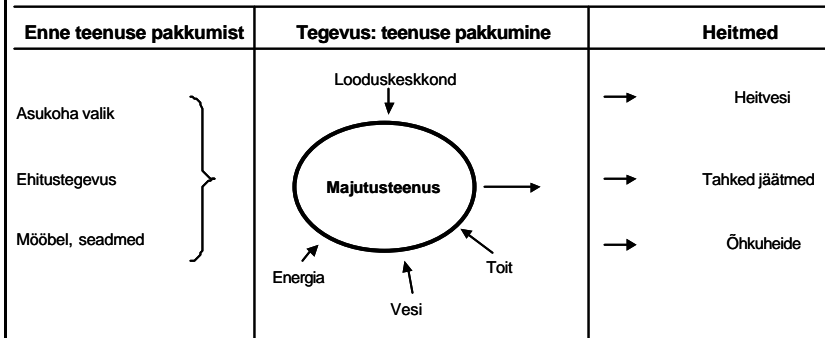 Enne teenuse pakkumist
Tegevus: teenuse pakkumine
Heitmed
Asukoha valik
Ehitustegevus
Mööbel, seadmed
Looduskeskkond
Majutusteenus
Energia
Vesi
Toit
Heitvesi
Tahked jäätmed
Õhkuheide